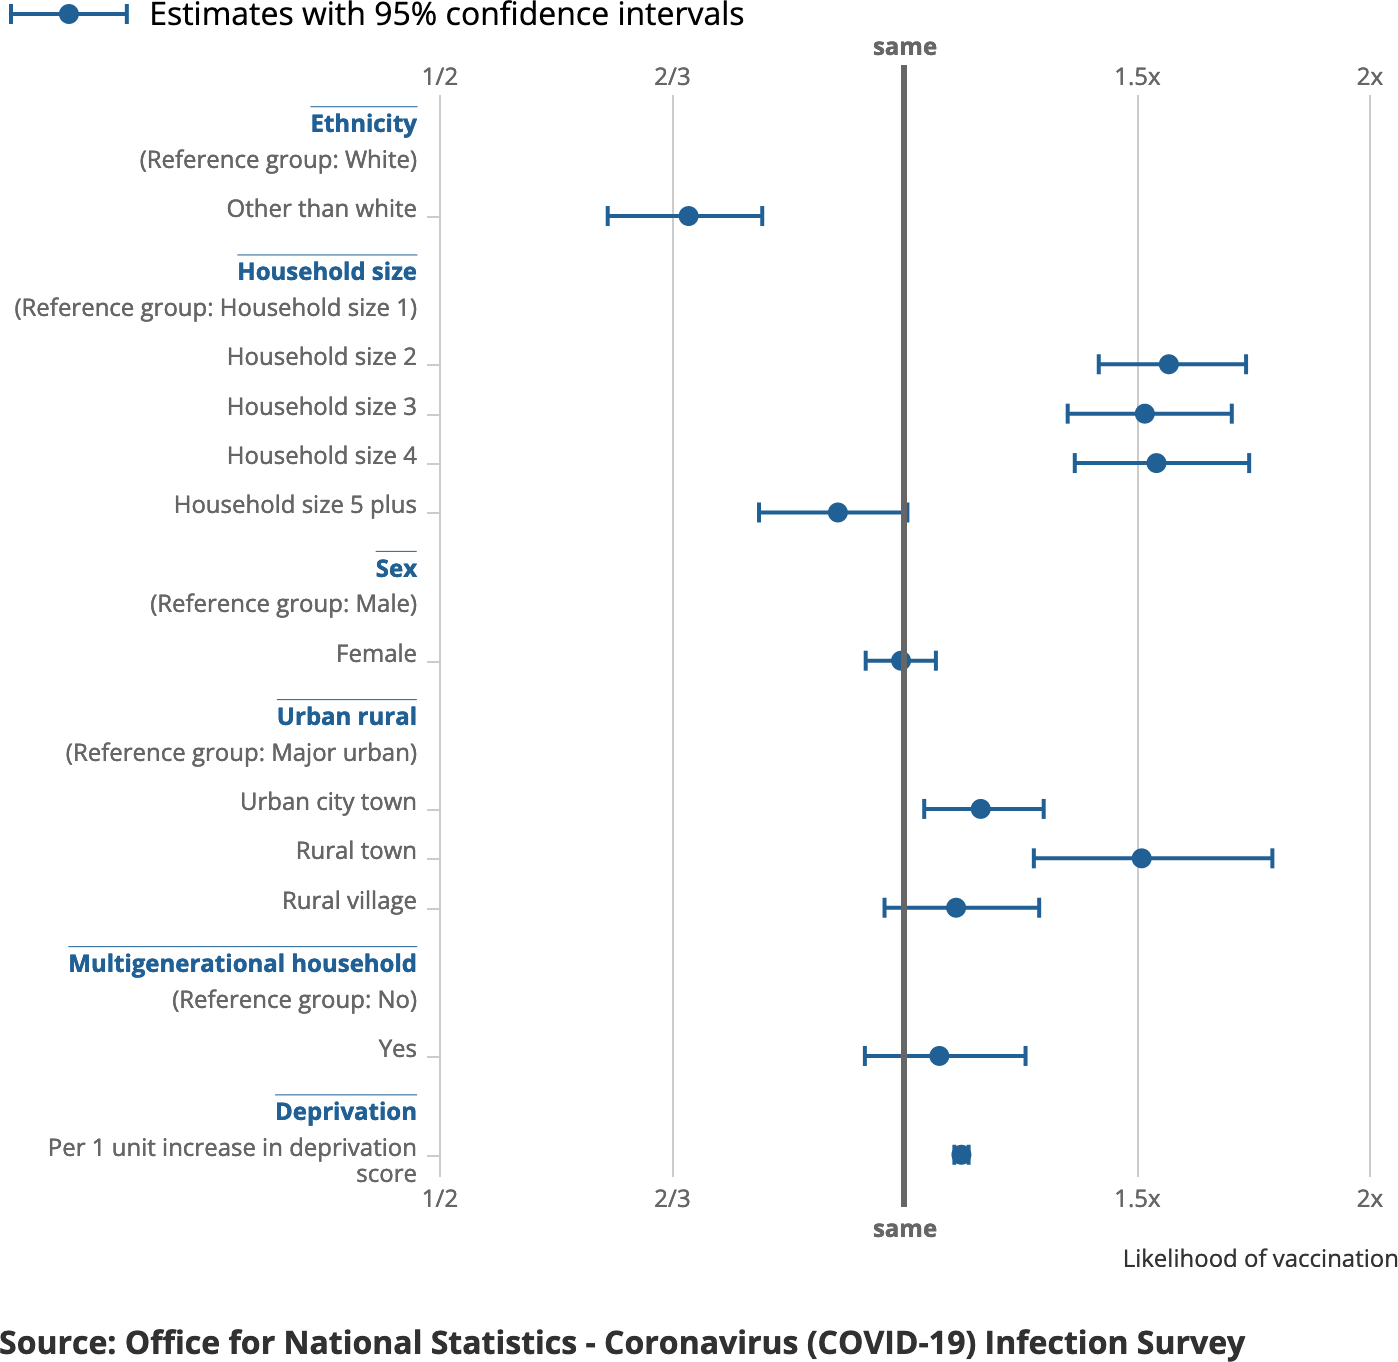 Estimates with 95% confidence intervals
same
1/2 2/3 1.5x 2x
Ethnicity
(Reference group: White)
Other than white
Household size
(Reference group: Household size 1)
Household size 2
Household size 3
Household size 4
Household size 5 plus
Sex
(Reference group: Male)
Female
Urban rural
(Reference group: Major urban)
Urban city town
Rural town
Rural village
Multigenerational household
(Reference group: No)
Yes
Deprivation
Per 1 unit increase in deprivation
score
1/2 2/3 1.5x 2x
same
Likelihood of vaccination
Source: Office for National Statistics - Coronavirus (COVID-19) Infection Survey